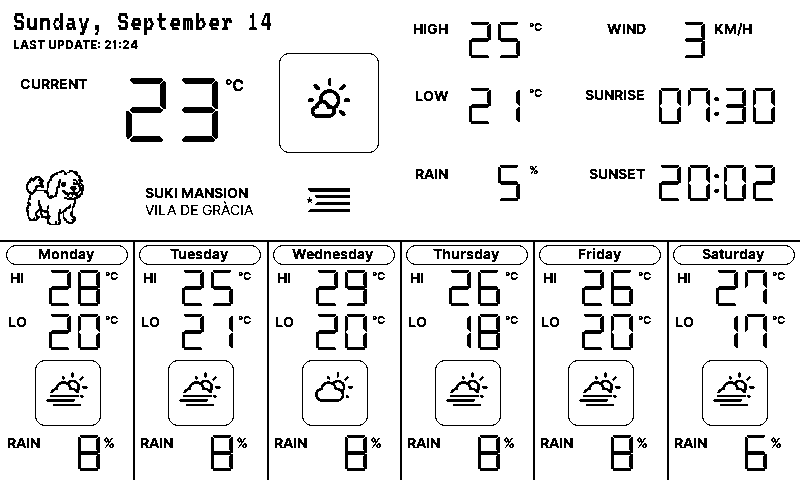 Sunday, September 14
LAST UPDATE: 21:24
CURRENT 23 °C
HIGH 25 °C
LOW 21 °C
RAIN 5 %
WIND 3 KM/H
SUNRISE 07:30
SUNSET 20:02
SUKI MANSION
VILA DE GRÀCIA
Monday
HI 28 °C
LO 20 °C
RAIN 8 %
Tuesday
HI 25 °C
LO 21 °C
RAIN 8 %
Wednesday
HI 29 °C
LO 20 °C
RAIN 8 %
Thursday
HI 26 °C
LO 18 °C
RAIN 8 %
Friday
HI 26 °C
LO 20 °C
RAIN 8 %
Saturday
HI 27 °C
LO 17 °C
RAIN 6 %